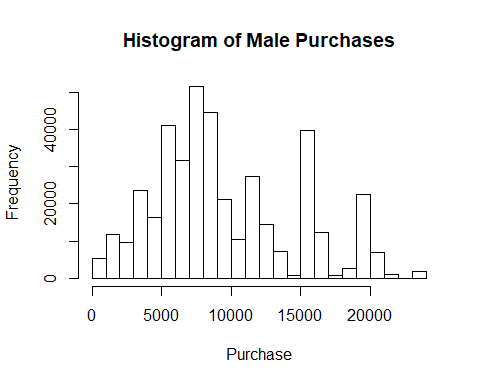 Histogram of Male Purchases
Frequency
40000
20000
0
0 5000 10000 15000 20000
Purchase